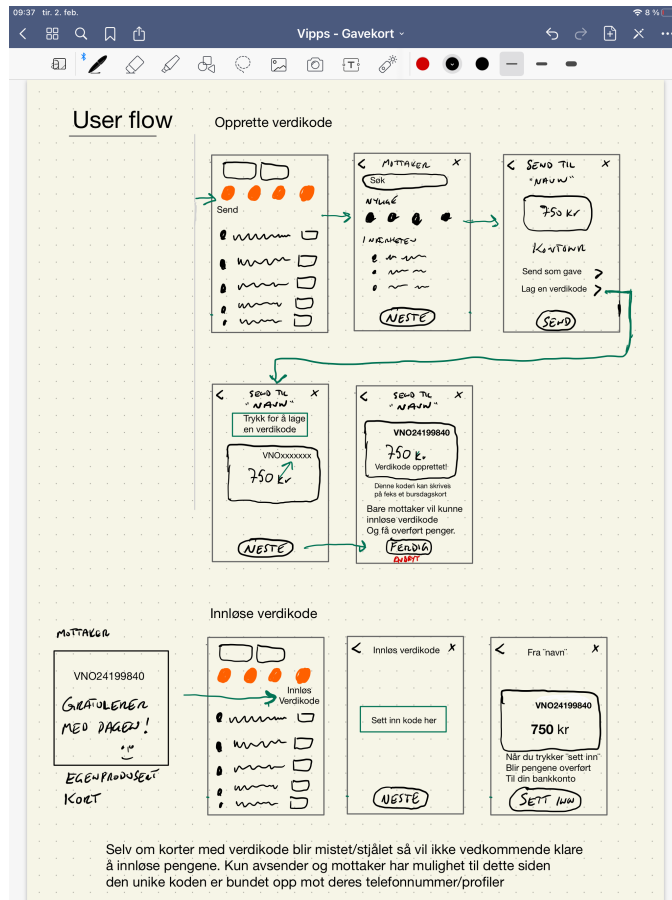 09:37 tir. 2. feb.
8 %
Vipps - Gavekort
User flow
Opprette verdikode
Send
MOTTAKER X
Søk
NYLIGE
I NÆRHETEN
NESTE
SEND TIL X
"NAVN"
750 kr
KONTONR
Send som gave
Lag en verdikode
SEND
SEND TIL X
"NAVN"
Trykk for å lage
en verdikode
VNOxxxxxxx
750 kr
NESTE
SEND TIL X
"NAVN"
VNO24199840
750 kr
Verdikode opprettet!
Denne koden kan skrives
på feks et bursdagskort
Bare mottaker vil kunne
innløse verdikode
Og få overført penger.
FERDIG
Innløse verdikode
MOTTAKER
VNO24199840
GRATULERER
MED DAGEN!
EGENPRODUSERT
KORT
Innløs
Verdikode
Innløs verdikode X
Sett inn kode her
NESTE
Fra ¨navn¨ X
VNO24199840
750 kr
Når du trykker ¨sett inn¨
Blir pengene overført
Til din bankkonto
SETT INN
Selv om korter med verdikode blir mistet/stjålet så vil ikke vedkommende klare
å innløse pengene. Kun avsender og mottaker har mulighet til dette siden
den unike koden er bundet opp mot deres telefonnummer/profiler